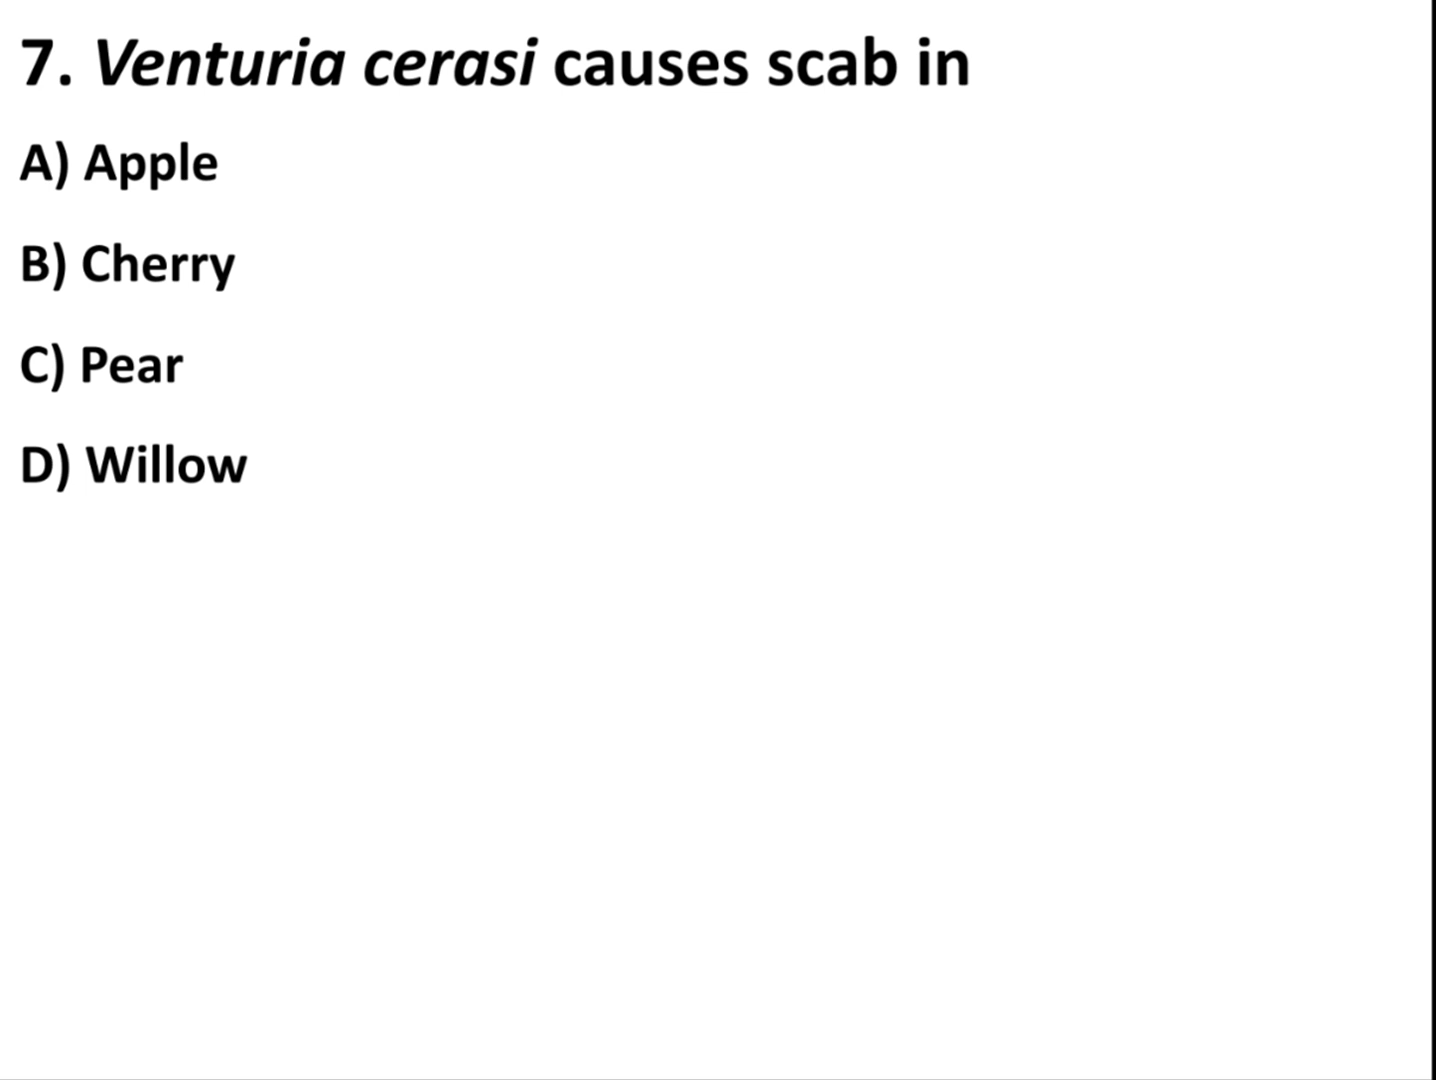 7. Venturia cerasi causes scab in
A) Apple
B) Cherry
C) Pear
D) Willow